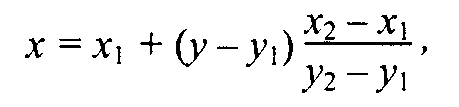 x = x₁ + (y – y₁) (x₂ – x₁)/(y₂ – y₁),